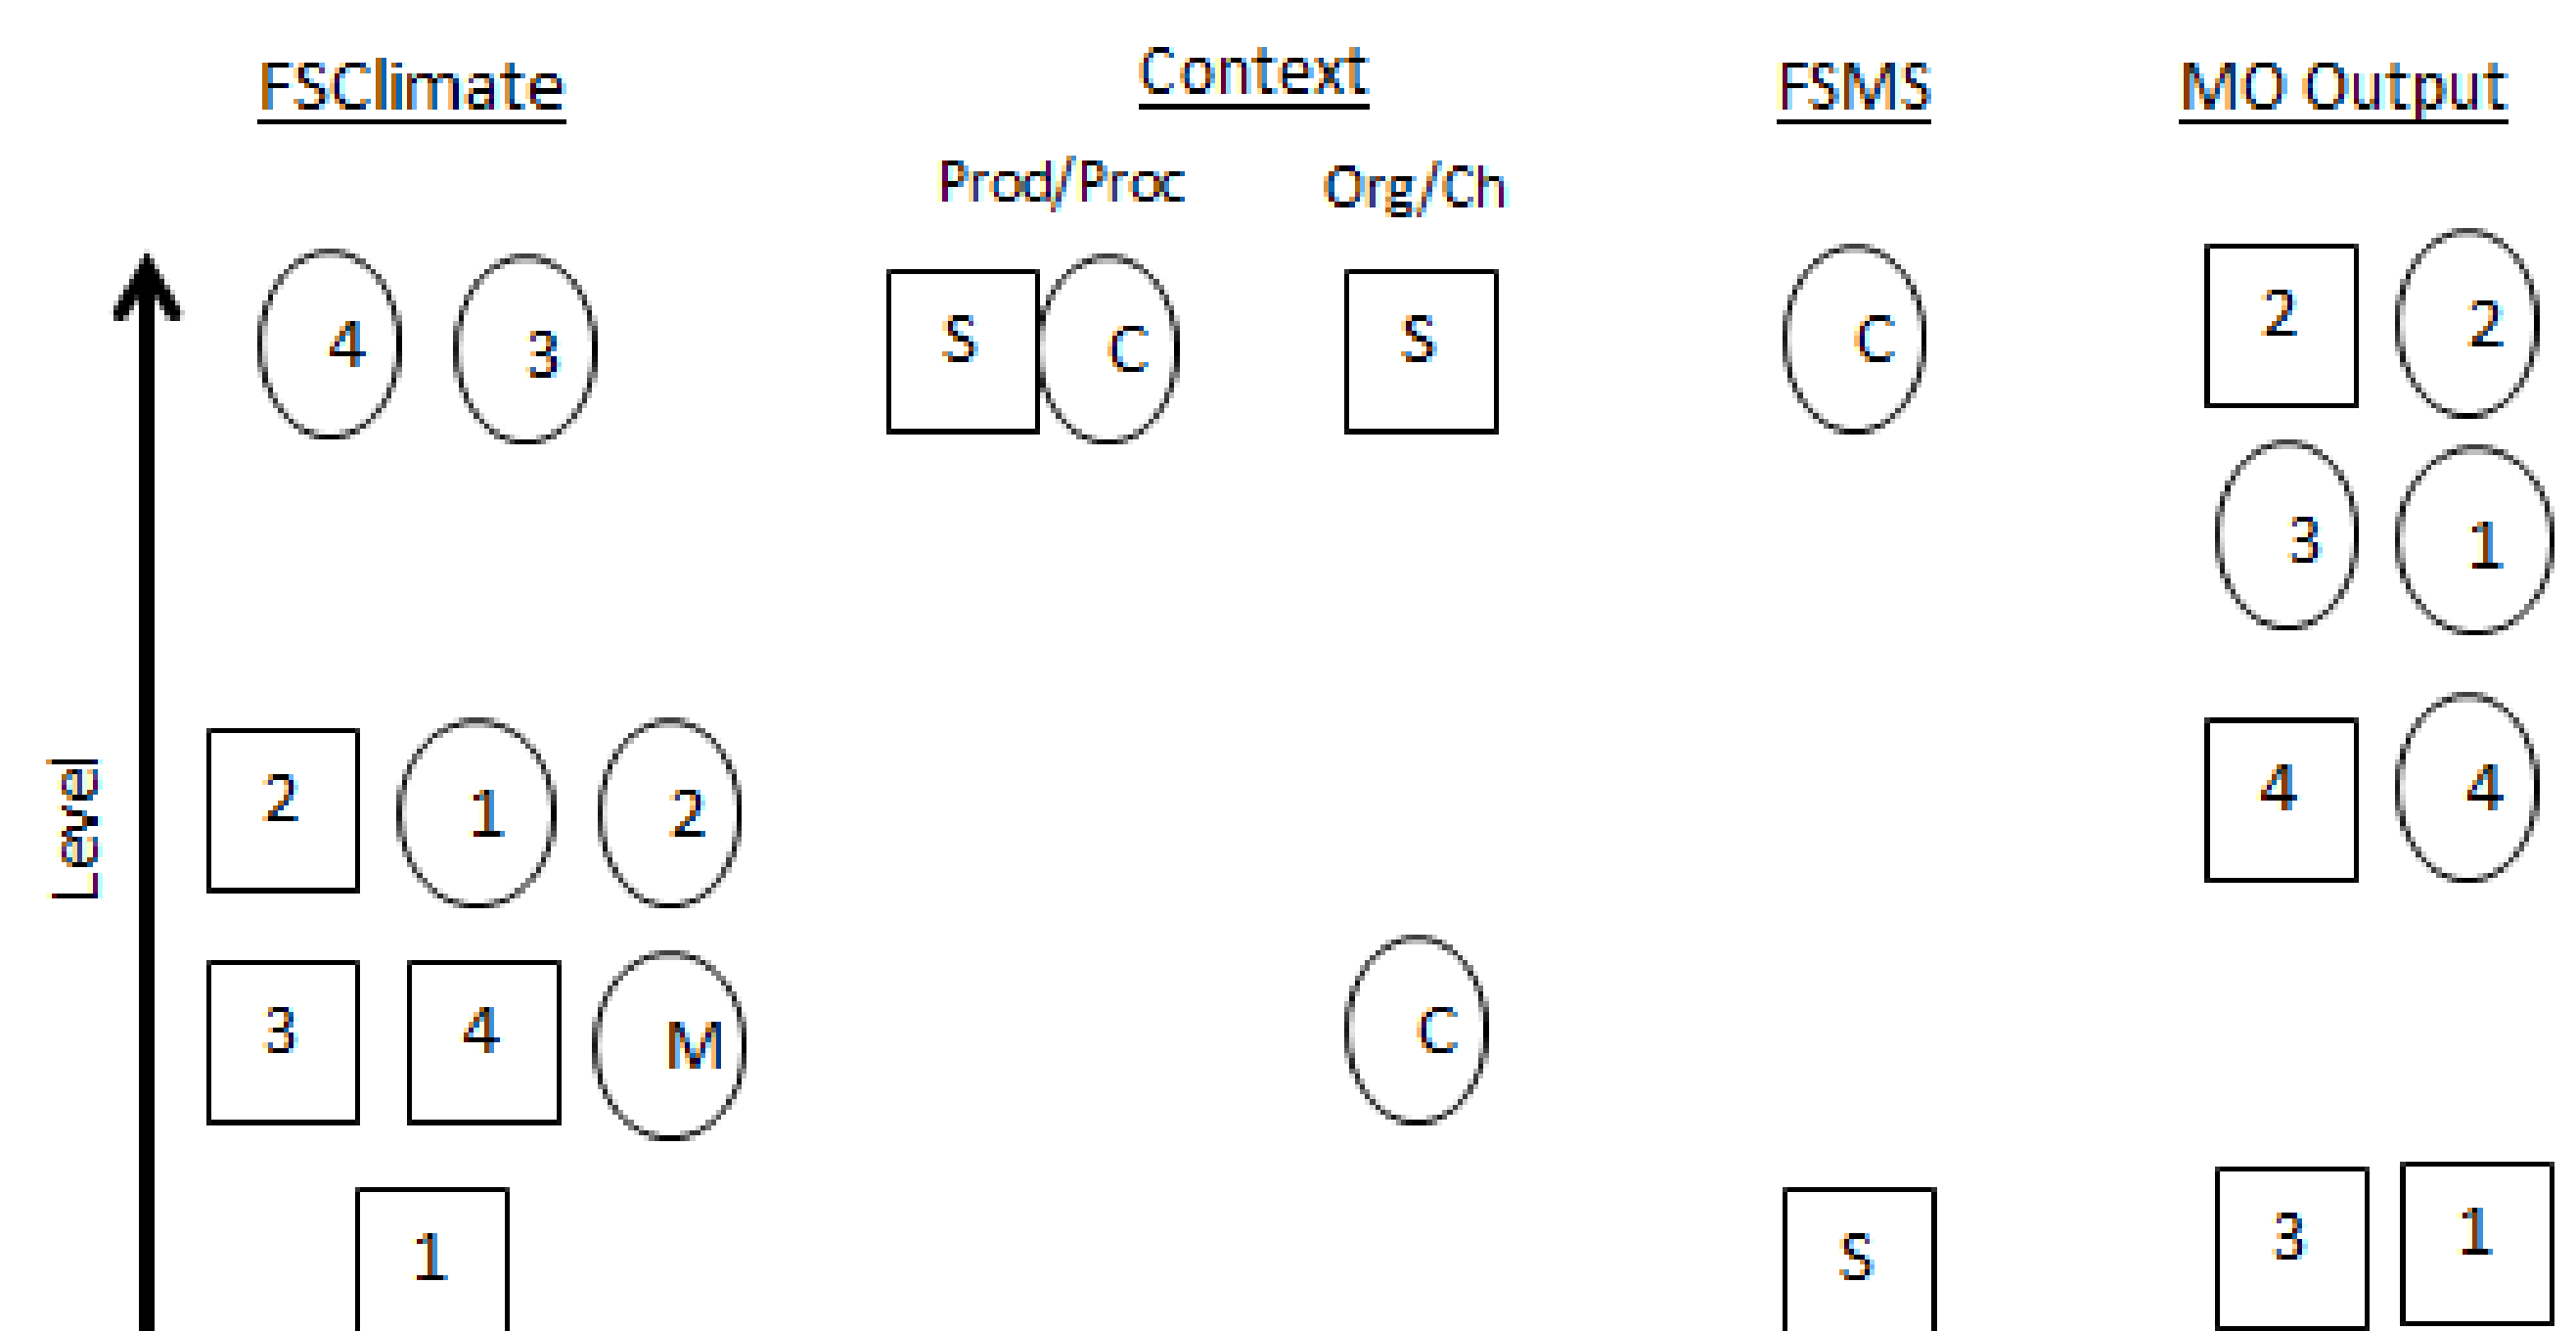 FSClimate Context FSMS MO Output
Prod/Proc Org/Ch
4 3 S C S C 2 2
3 1
Level
2 1 2 4 4
3 4 M C
1 S 3 1